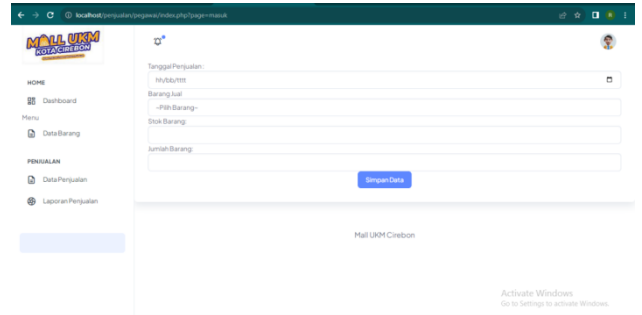 localhost/penjualan/pegawai/index.php?page=masuk
MALL UKM
KOTA CIREBON
HOME
Dashboard
Menu
Data Barang
PENJUALAN
Data Penjualan
Laporan Penjualan
Tanggal Penjualan :
hh/bb/tttt
Barang Jual
~Pilih Barang~
Stok Barang:
Jumlah Barang:
Simpan Data
Mall UKM Cirebon
Activate Windows
Go to Settings to activate Windows.